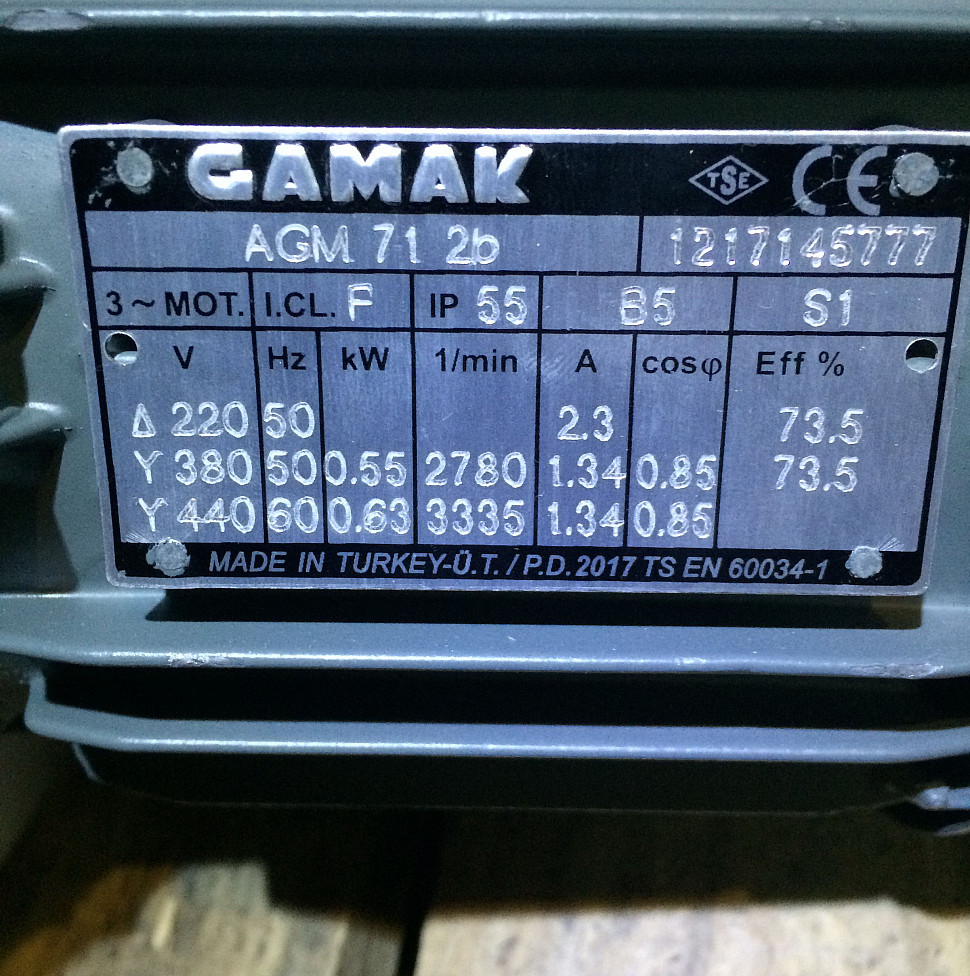 GAMAK TSE CE
AGM 71 2b 1217145777
3 ~ MOT. I.CL. F IP 55 B5 S1
V Hz kW 1/min A cosφ Eff %
Δ 220 50 2.3 73.5
Y 380 50 0.55 2780 1.34 0.85 73.5
Y 440 60 0.63 3335 1.34 0.85
MADE IN TURKEY-Ü.T. / P.D. 2017 TS EN 60034-1